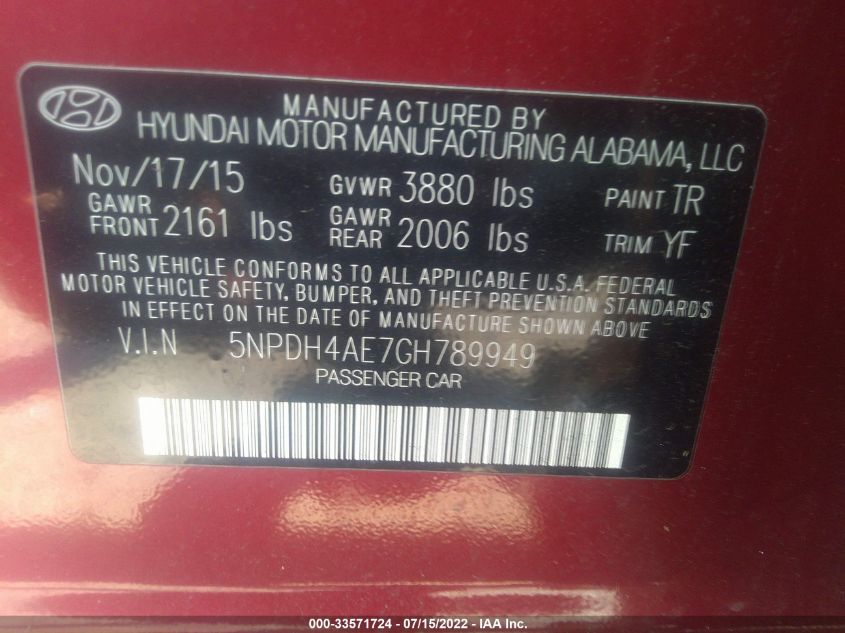 MANUFACTURED BY
HYUNDAI MOTOR MANUFACTURING ALABAMA, LLC
Nov/17/15 GVWR 3880 lbs PAINT TR
GAWR FRONT 2161 lbs GAWR REAR 2006 lbs TRIM YF
THIS VEHICLE CONFORMS TO ALL APPLICABLE U.S.A. FEDERAL
MOTOR VEHICLE SAFETY, BUMPER, AND THEFT PREVENTION STANDARDS
IN EFFECT ON THE DATE OF MANUFACTURE SHOWN ABOVE
V.I.N 5NPDH4AE7GH789949
PASSENGER CAR
000-33571724 - 07/15/2022 - IAA Inc.